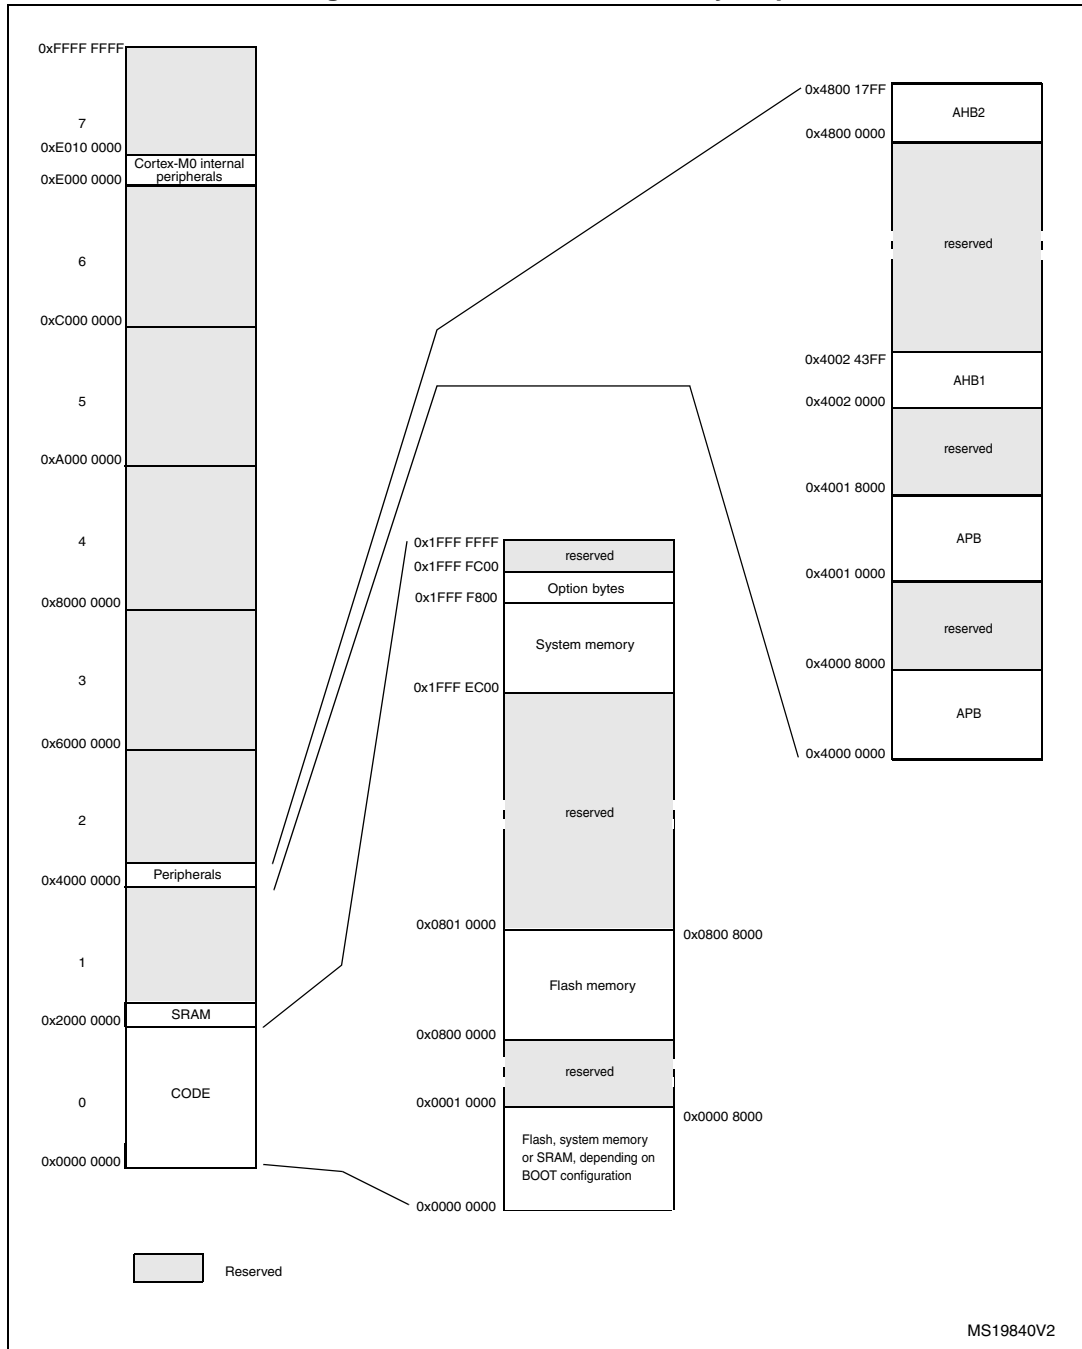 0xFFFF FFFF
7
0xE010 0000
Cortex-M0 internal
peripherals
0xE000 0000
6
0xC000 0000
5
0xA000 0000
4
0x8000 0000
3
0x6000 0000
2
Peripherals
0x4000 0000
1
SRAM
0x2000 0000
CODE
0
0x0000 0000
0x1FFF FFFF
reserved
0x1FFF FC00
Option bytes
0x1FFF F800
System memory
0x1FFF EC00
reserved
0x0801 0000
0x0800 8000
Flash memory
0x0800 0000
reserved
0x0001 0000
0x0000 8000
Flash, system memory
or SRAM, depending on
BOOT configuration
0x0000 0000
0x4800 17FF
AHB2
0x4800 0000
reserved
0x4002 43FF
AHB1
0x4002 0000
reserved
0x4001 8000
APB
0x4001 0000
reserved
0x4000 8000
APB
0x4000 0000
Reserved
MS19840V2